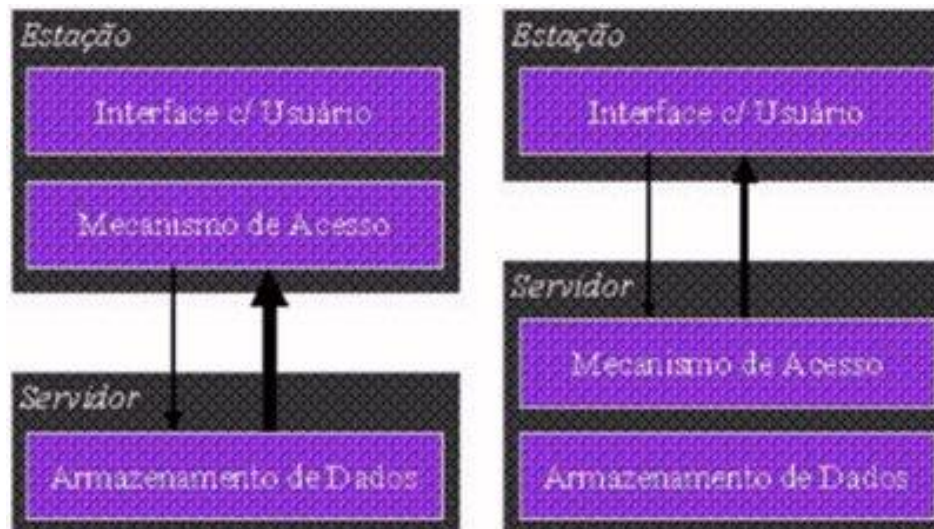 Estação
Interface c/ Usuário
Mecanismo de Acesso
Servidor
Armazenamento de Dados
Estação
Interface c/ Usuário
Servidor
Mecanismo de Acesso
Armazenamento de Dados